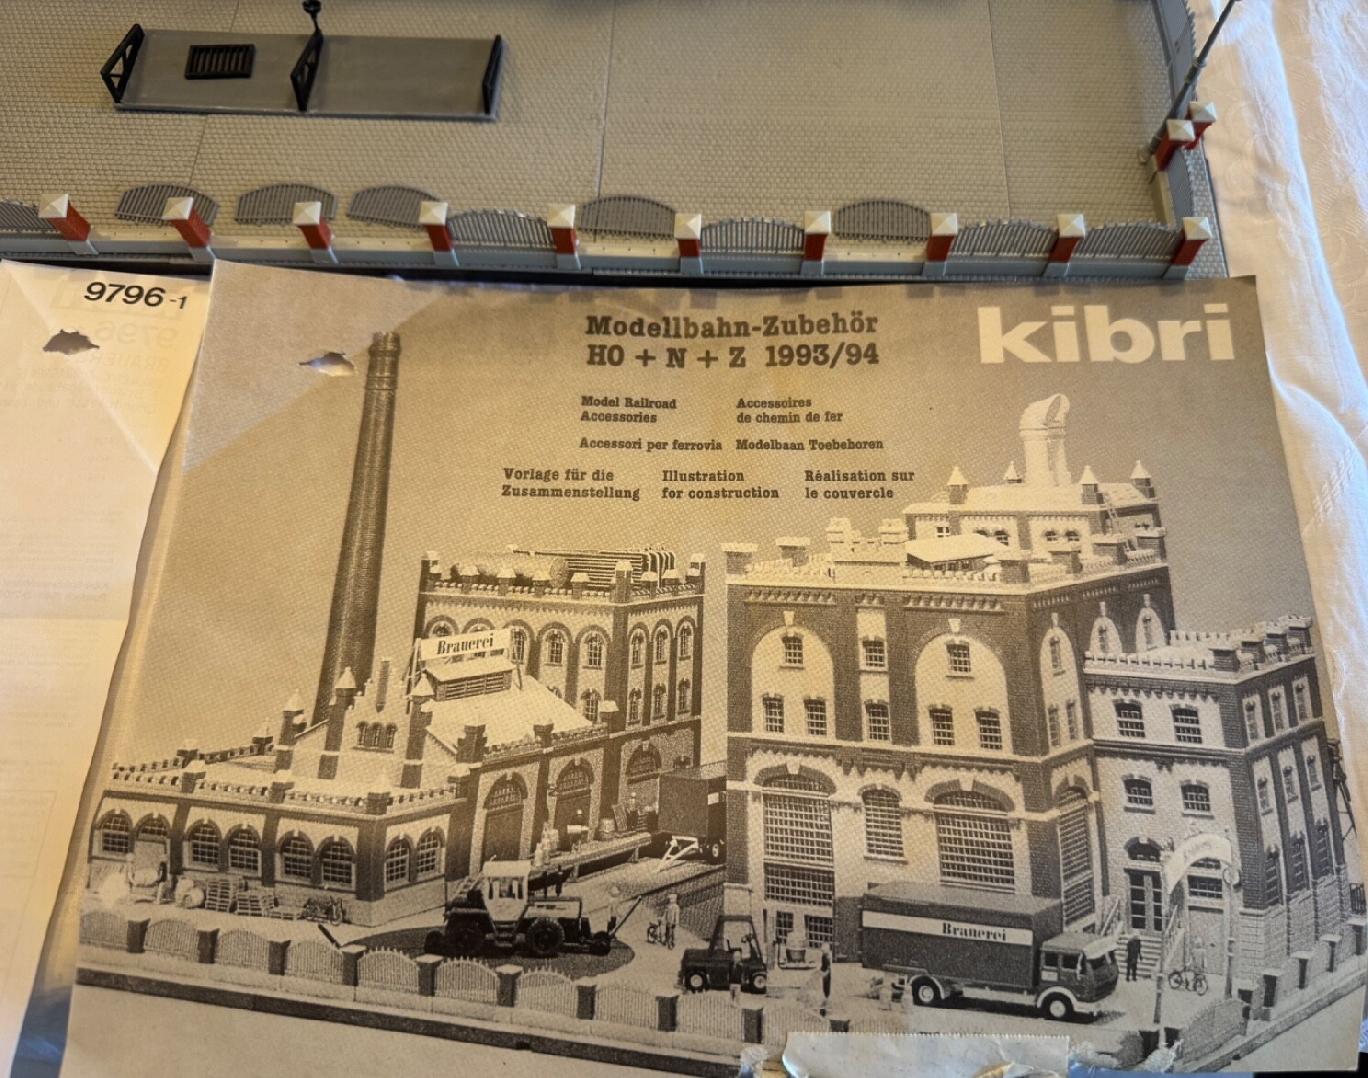 9796-1
Modellbahn-Zubehör
H0 + N + Z 1993/94
kibri
Model Railroad
Accessories
Accessoires
de chemin de fer
Accessori per ferrovia
Modelbaan Toebehoren
Vorlage für die
Zusammenstellung
Illustration
for construction
Réalisation sur
le couvercle
Brauerei
Brauerei